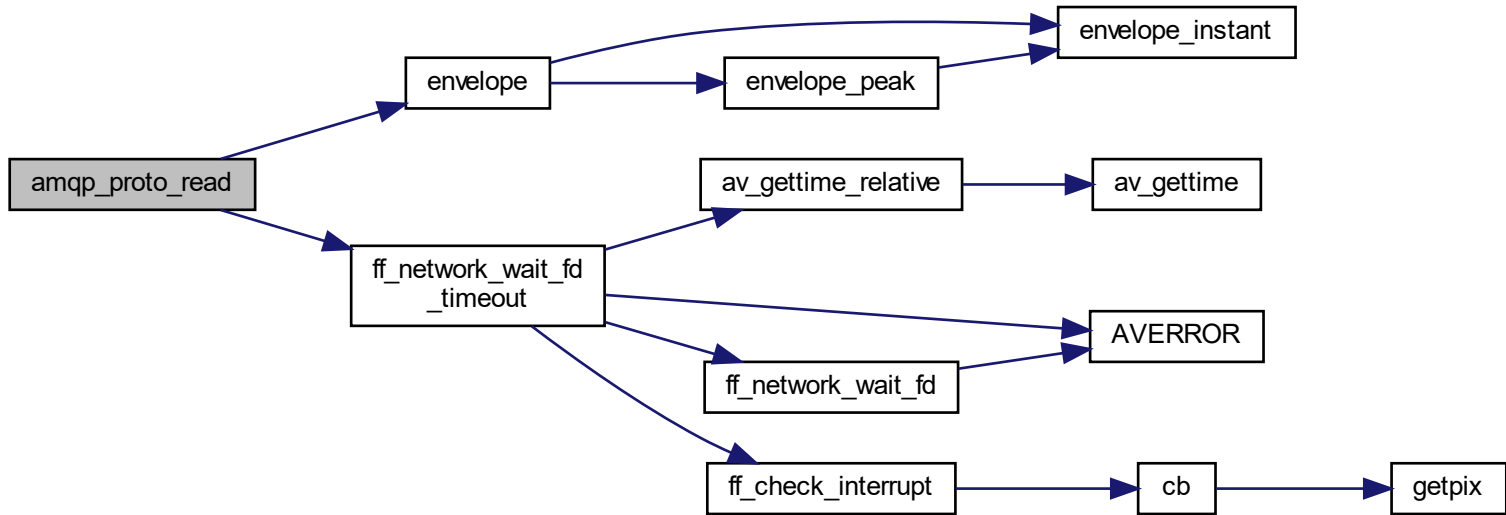 amqp_proto_read
envelope
envelope_peak
envelope_instant
ff_network_wait_fd
_timeout
av_gettime_relative
av_gettime
AVERROR
ff_network_wait_fd
ff_check_interrupt
cb
getpix